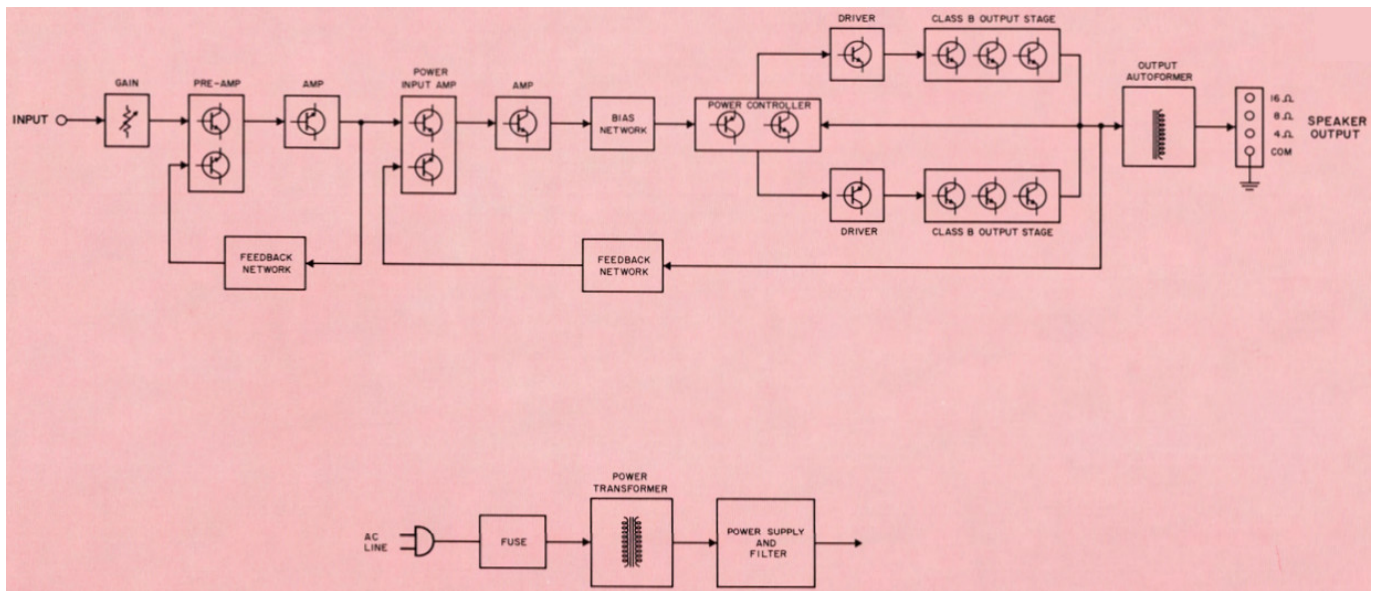 DRIVER
CLASS B OUTPUT STAGE
GAIN
PRE-AMP
AMP
POWER
INPUT AMP
AMP
POWER CONTROLLER
OUTPUT
AUTOFORMER
INPUT
BIAS
NETWORK
16 Ω
8 Ω
4 Ω
COM
SPEAKER
OUTPUT
DRIVER
CLASS B OUTPUT STAGE
FEEDBACK
NETWORK
FEEDBACK
NETWORK
POWER
TRANSFORMER
AC
LINE
FUSE
POWER SUPPLY
AND
FILTER